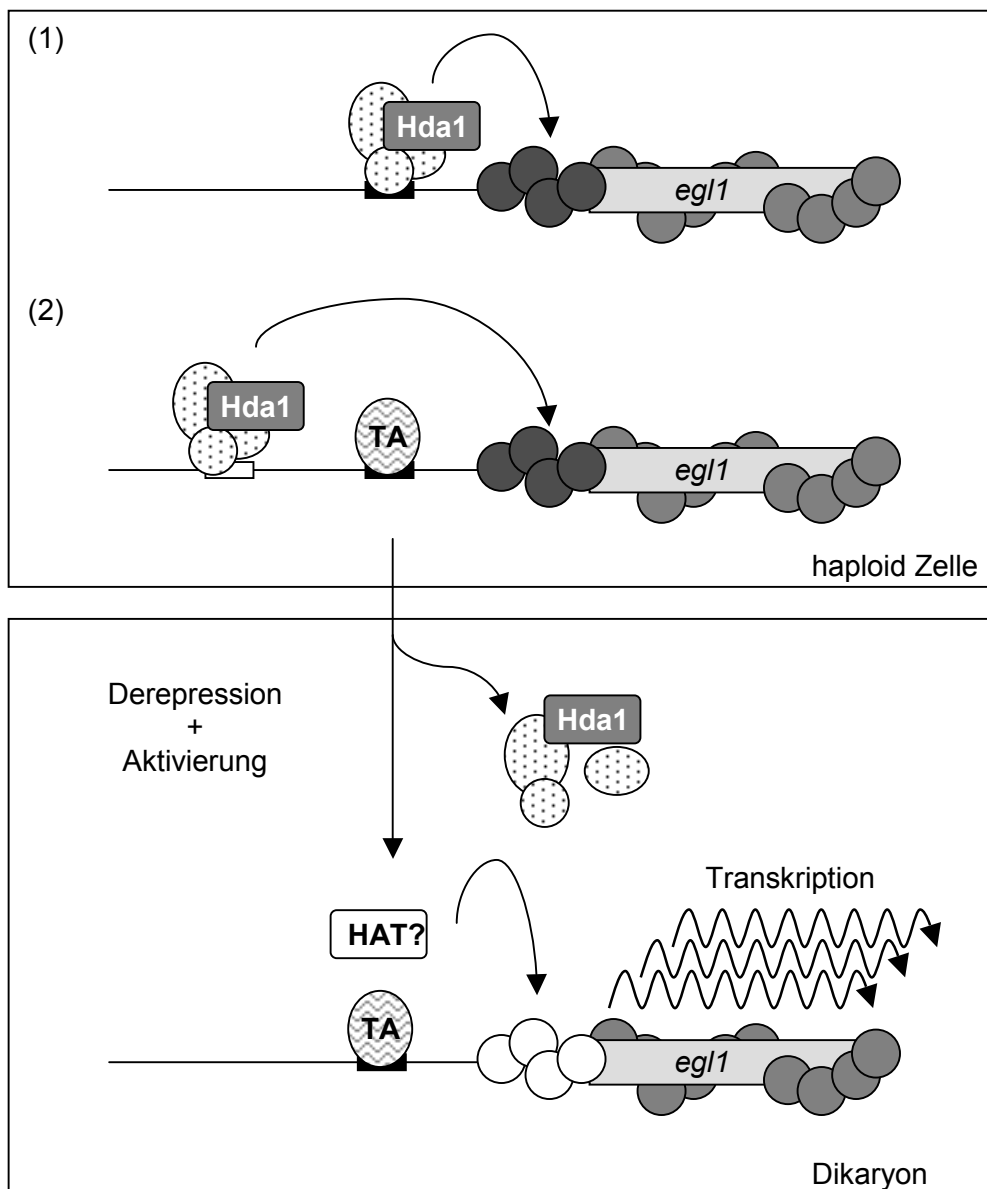 (1)
Hda1
egl1
(2)
Hda1
TA
egl1
haploid Zelle
Derepression
+
Aktivierung
Hda1
Transkription
HAT?
TA
egl1
Dikaryon